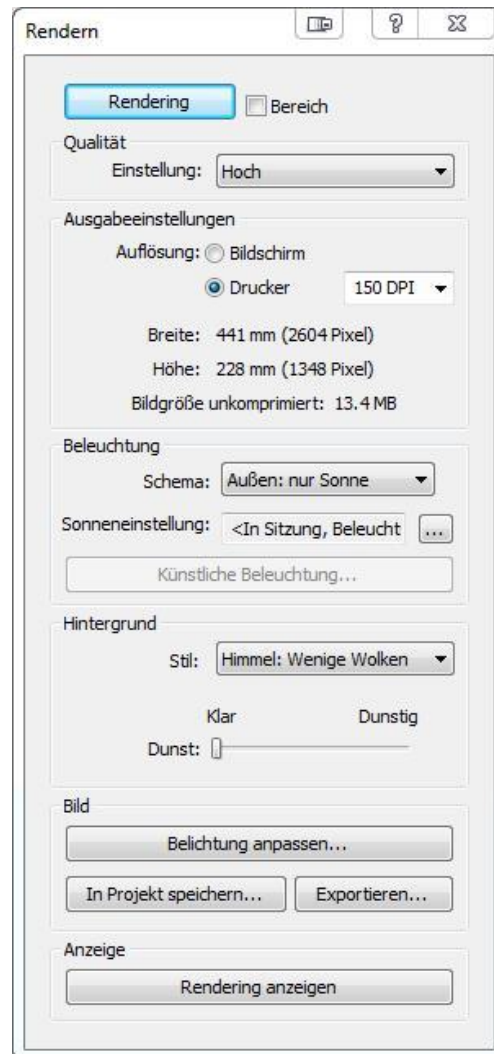 Rendern
Rendering
Bereich
Qualität
Einstellung: Hoch
Ausgabeeinstellungen
Auflösung: Bildschirm
Drucker 150 DPI
Breite: 441 mm (2604 Pixel)
Höhe: 228 mm (1348 Pixel)
Bildgröße unkomprimiert: 13.4 MB
Beleuchtung
Schema: Außen: nur Sonne
Sonneneinstellung: <In Sitzung, Beleucht ...
Künstliche Beleuchtung...
Hintergrund
Stil: Himmel: Wenige Wolken
Klar Dunstig
Dunst:
Bild
Belichtung anpassen...
In Projekt speichern... Exportieren...
Anzeige
Rendering anzeigen